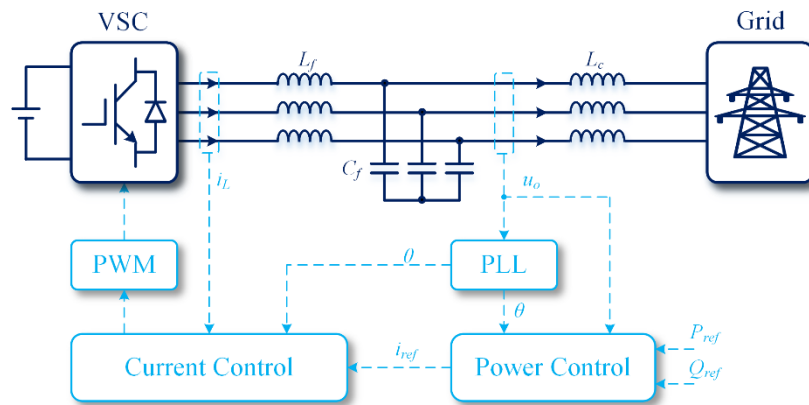 VSC
Grid
L_f
L_c
C_f
i_L
u_o
PWM
PLL
θ
θ
Current Control
i_ref
Power Control
P_ref
Q_ref